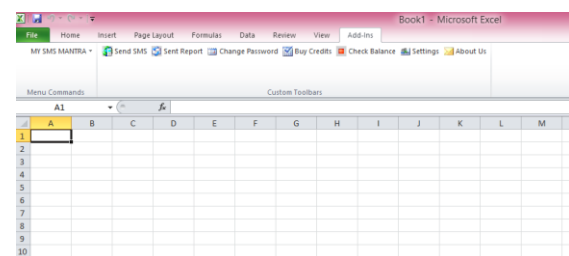 Book1 - Microsoft Excel
File Home Insert Page Layout Formulas Data Review View Add-Ins
MY SMS MANTRA Send SMS Sent Report Change Password Buy Credits Check Balance Settings About Us
Menu Commands Custom Toolbars
A1 fx
A B C D E F G H I J K L M
1
2
3
4
5
6
7
8
9
10